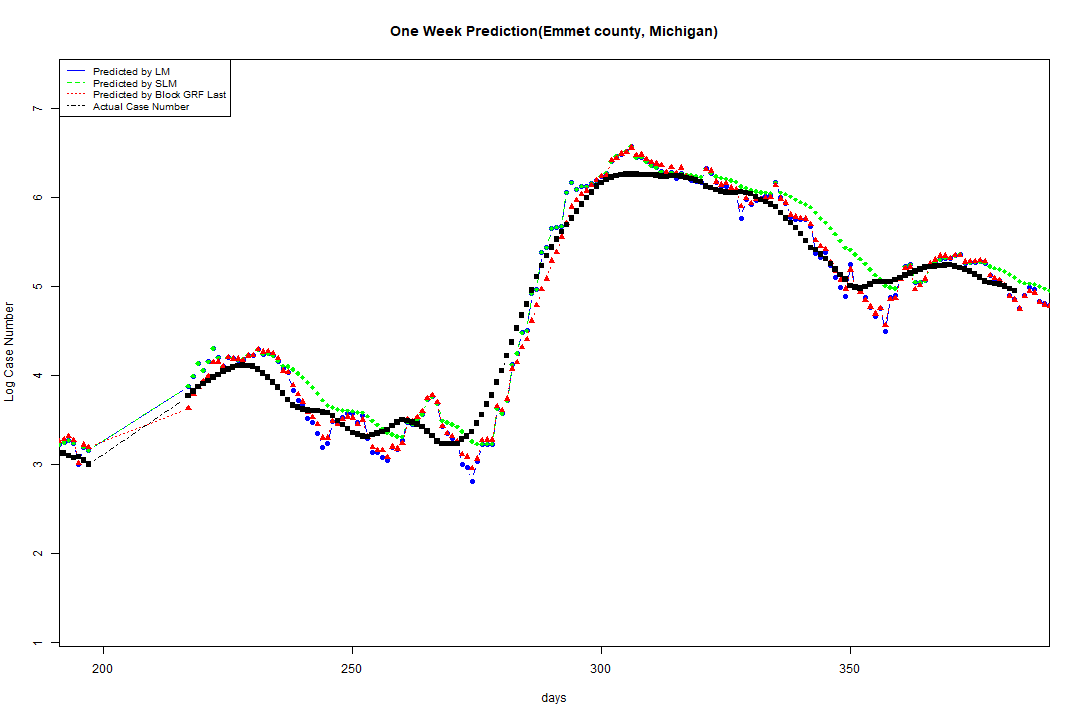 One Week Prediction(Emmet county, Michigan)
Predicted by LM
Predicted by SLM
Predicted by Block GRF Last
Actual Case Number
7
6
5
4
3
2
1
Log Case Number
200 250 300 350
days